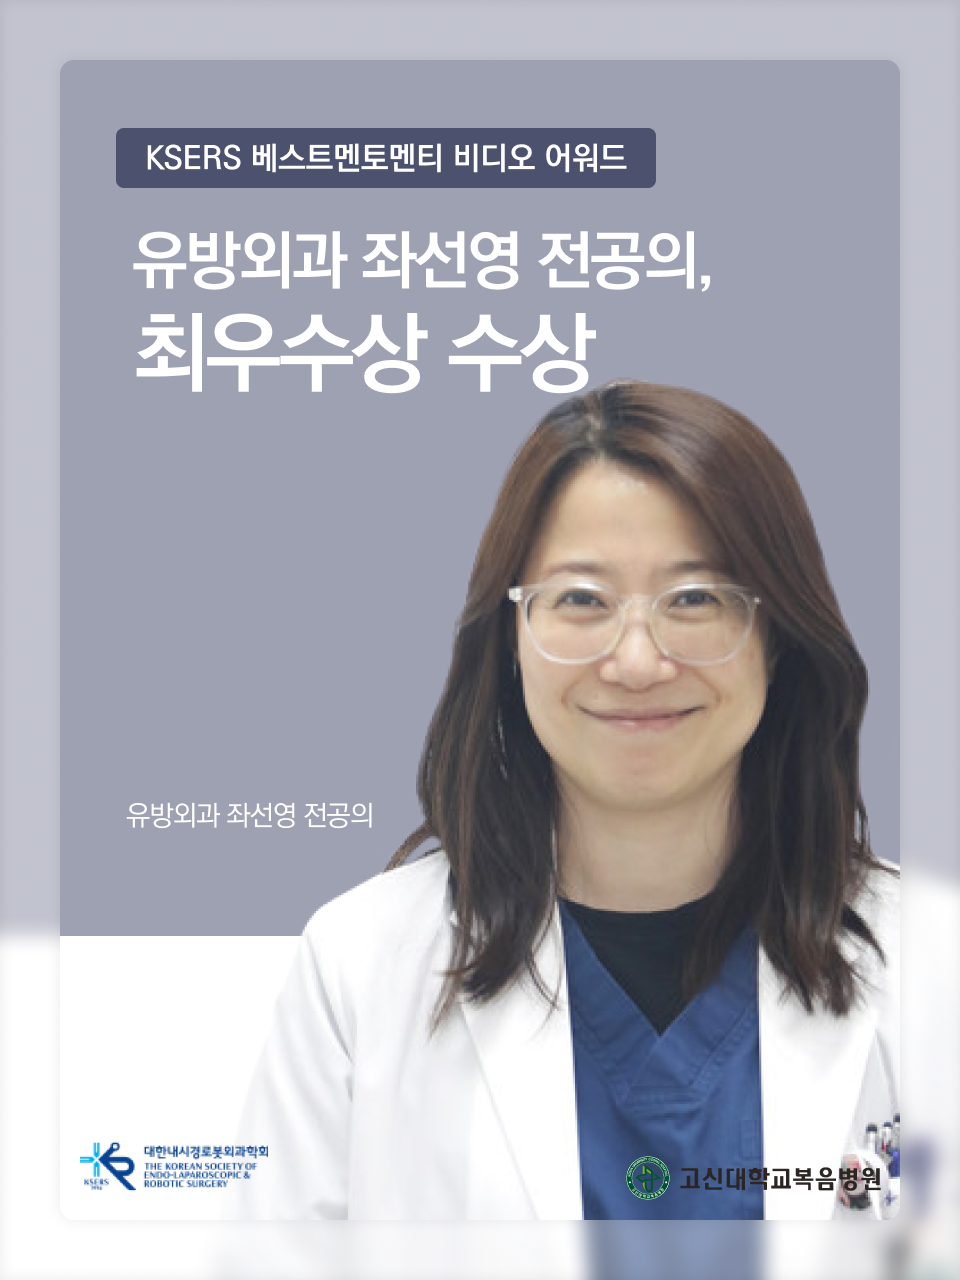 KSERS 베스트멘토멘티 비디오 어워드
유방외과 좌선영 전공의,
최우수상 수상
유방외과 좌선영 전공의
KSERS
1996
대한내시경로봇외과학회
THE KOREAN SOCIETY OF
ENDO-LAPAROSCOPIC &
ROBOTIC SURGERY
고신대학교복음병원